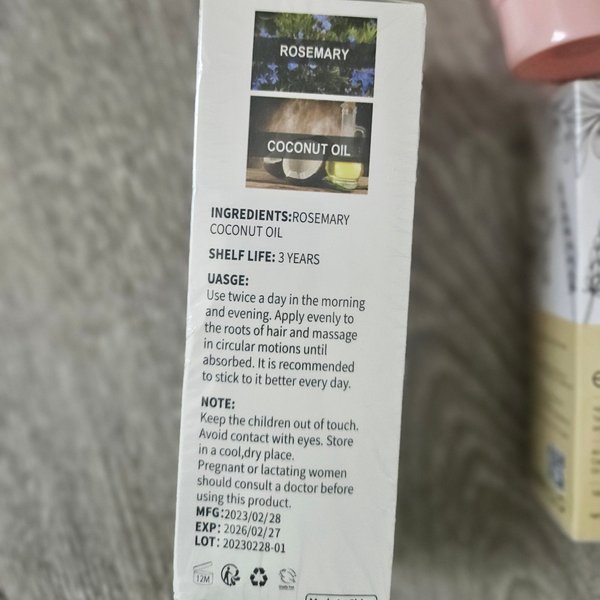 ROSEMARY
COCONUT OIL
INGREDIENTS:ROSEMARY
COCONUT OIL
SHELF LIFE: 3 YEARS
UASGE:
Use twice a day in the morning
and evening. Apply evenly to
the roots of hair and massage
in circular motions until
absorbed. It is recommended
to stick to it better every day.
NOTE:
Keep the children out of touch.
Avoid contact with eyes. Store
in a cool,dry place.
Pregnant or lactating women
should consult a doctor before
using this product.
MFG:2023/02/28
EXP: 2026/02/27
LOT: 20230228-01
12M